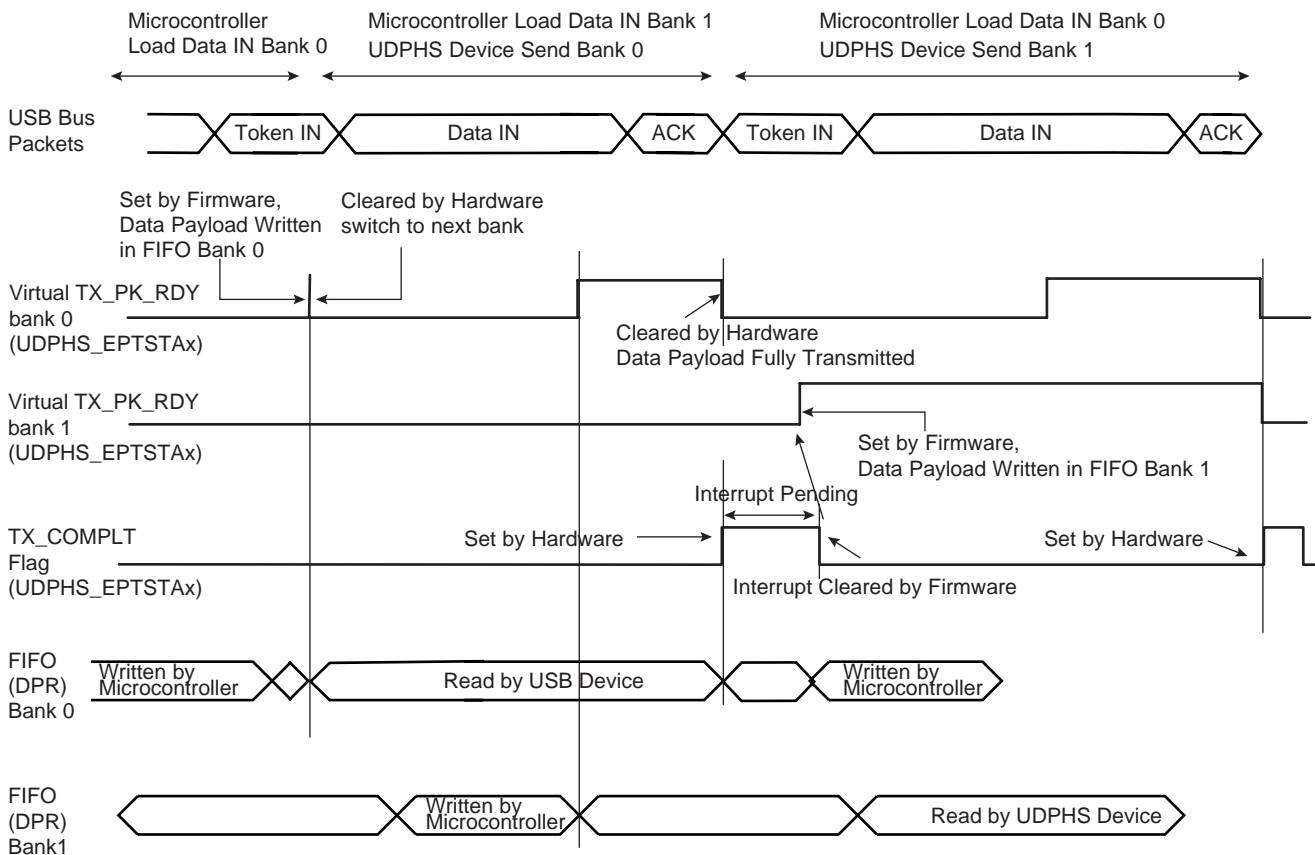 Microcontroller
Load Data IN Bank 0
Microcontroller Load Data IN Bank 1
UDPHS Device Send Bank 0
Microcontroller Load Data IN Bank 0
UDPHS Device Send Bank 1
USB Bus
Packets
Token IN
Data IN
ACK
Token IN
Data IN
ACK
Set by Firmware,
Data Payload Written
in FIFO Bank 0
Cleared by Hardware
switch to next bank
Virtual TX_PK_RDY
bank 0
(UDPHS_EPTSTAx)
Cleared by Hardware
Data Payload Fully Transmitted
Virtual TX_PK_RDY
bank 1
(UDPHS_EPTSTAx)
Set by Firmware,
Data Payload Written in FIFO Bank 1
Interrupt Pending
TX_COMPLT
Flag
(UDPHS_EPTSTAx)
Set by Hardware
Set by Hardware
Interrupt Cleared by Firmware
FIFO
(DPR)
Bank 0
Written by
Microcontroller
Read by USB Device
Written by
Microcontroller
FIFO
(DPR)
Bank1
Written by
Microcontroller
Read by UDPHS Device